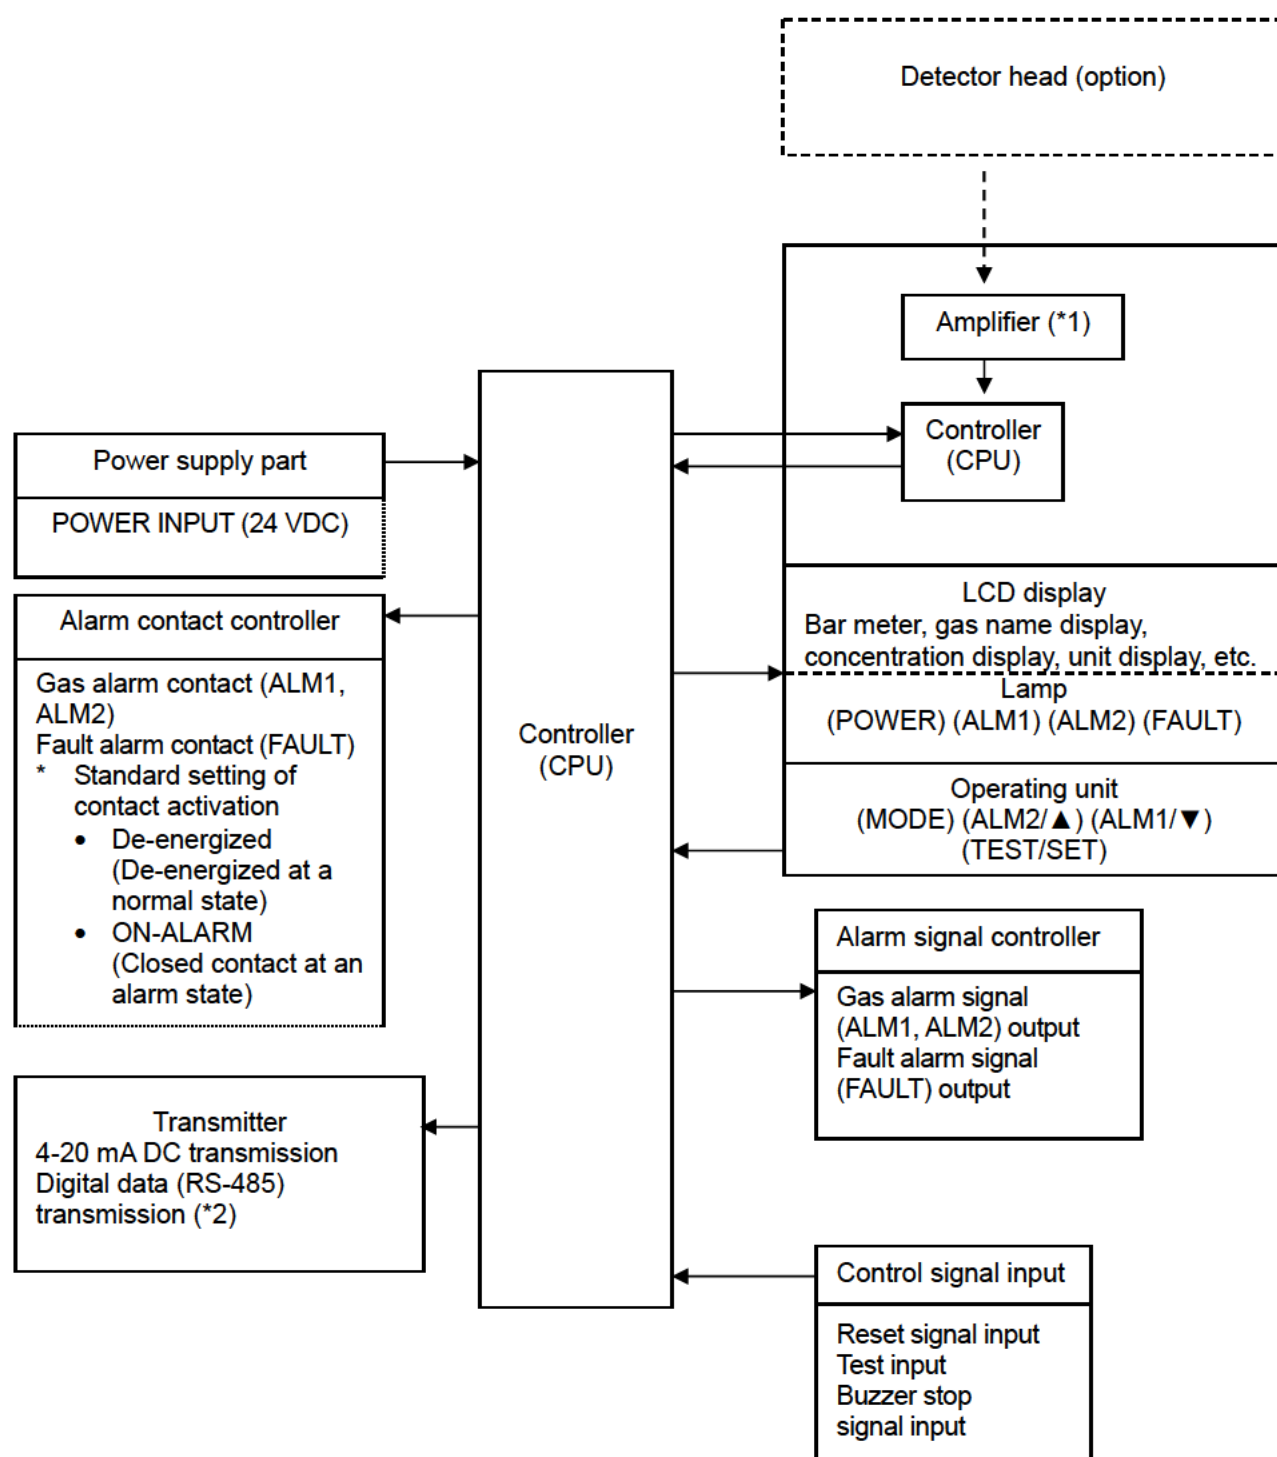 Detector head (option)
Amplifier (*1)
Controller
(CPU)
Power supply part
POWER INPUT (24 VDC)
LCD display
Bar meter, gas name display,
concentration display, unit display, etc.
Lamp
(POWER) (ALM1) (ALM2) (FAULT)
Operating unit
(MODE) (ALM2/▲) (ALM1/▼)
(TEST/SET)
Alarm contact controller
Gas alarm contact (ALM1,
ALM2)
Fault alarm contact (FAULT)
* Standard setting of
contact activation
• De-energized
(De-energized at a
normal state)
• ON-ALARM
(Closed contact at an
alarm state)
Controller
(CPU)
Alarm signal controller
Gas alarm signal
(ALM1, ALM2) output
Fault alarm signal
(FAULT) output
Transmitter
4-20 mA DC transmission
Digital data (RS-485)
transmission (*2)
Control signal input
Reset signal input
Test input
Buzzer stop
signal input